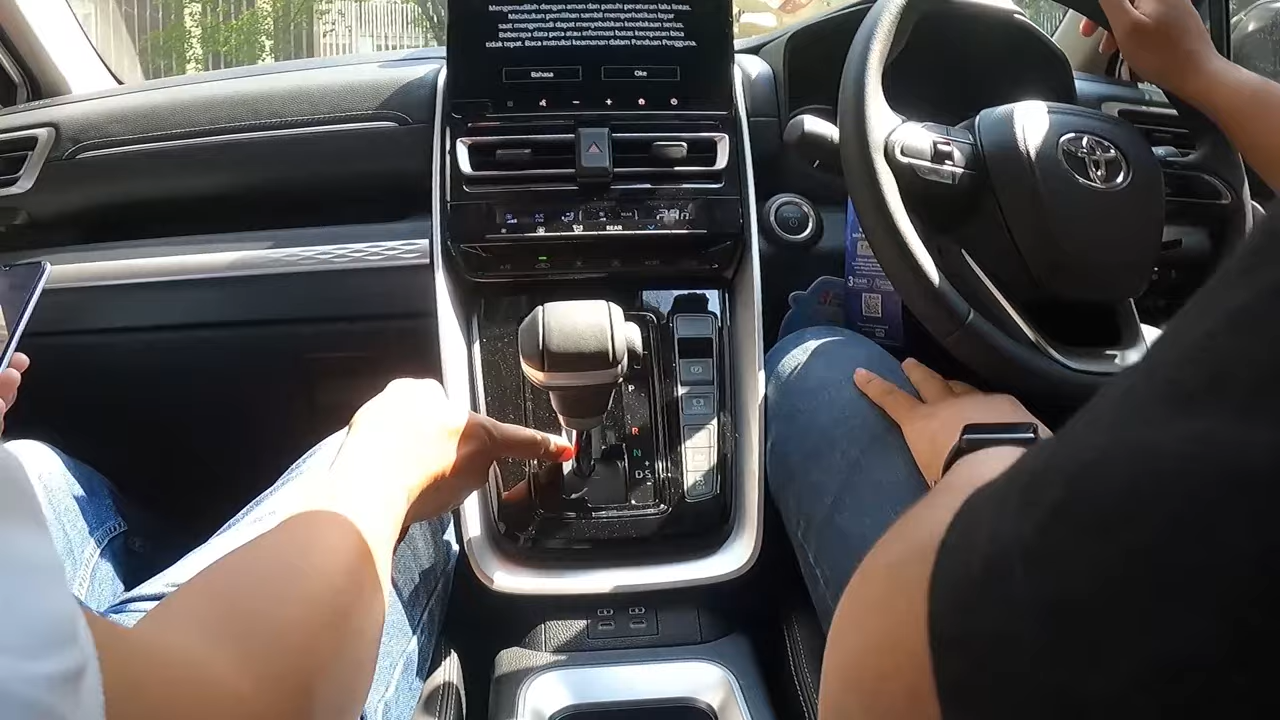 Mengemudilah dengan aman dan patuhi peraturan lalu lintas.
Melakukan pemilihan sambil memperhatikan layar
saat mengemudi dapat menyebabkan kecelakaan serius.
Beberapa data peta atau informasi batas kecepatan bisa
tidak tepat. Baca instruksi keamanan dalam Panduan Pengguna.
Bahasa Oke
REAR
P
R
N
+
D-S
-
3 YEARS